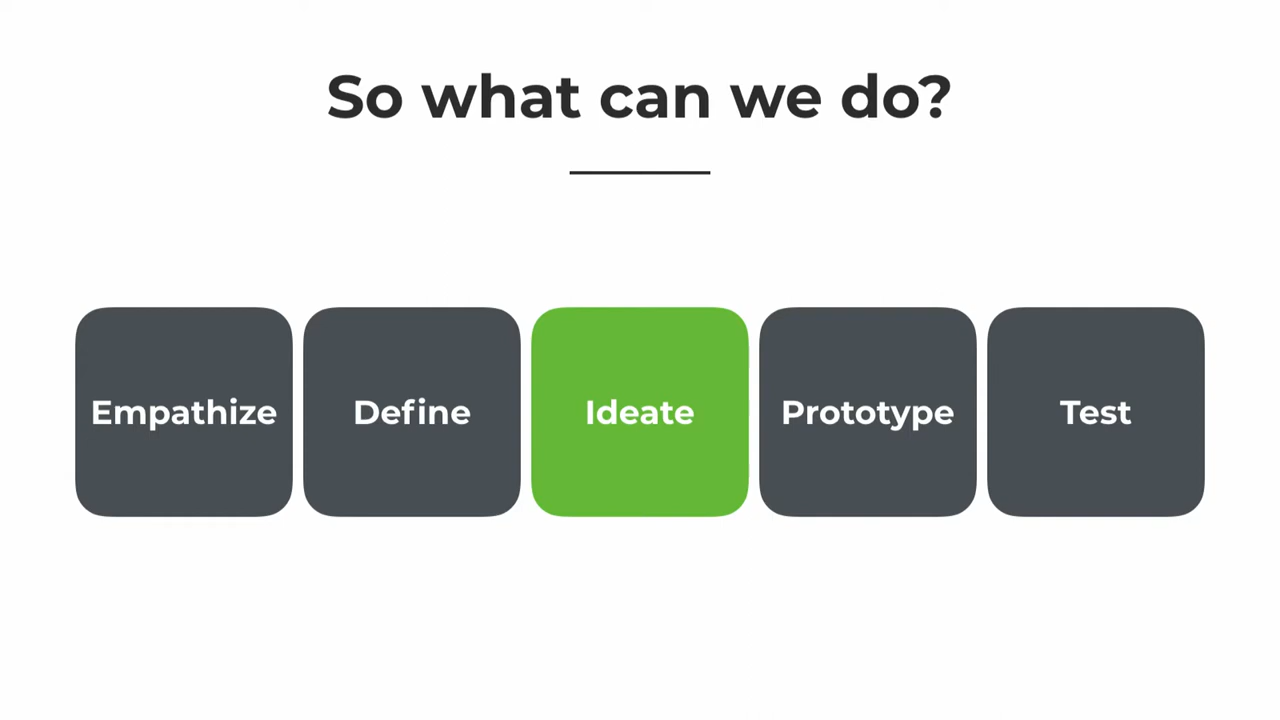 So what can we do?
Empathize
Define
Ideate
Prototype
Test